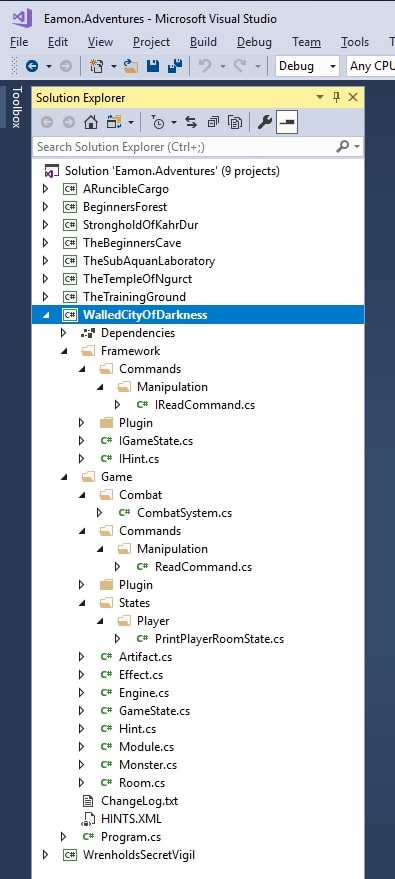 Eamon.Adventures - Microsoft Visual Studio
File Edit View Project Build Debug Team Tools
Debug Any CPU
Toolbox
Solution Explorer
Search Solution Explorer (Ctrl+;)
Solution 'Eamon.Adventures' (9 projects)
C# ARuncibleCargo
C# BeginnersForest
C# StrongholdOfKahrDur
C# TheBeginnersCave
C# TheSubAquanLaboratory
C# TheTempleOfNgurct
C# TheTrainingGround
C# WalledCityOfDarkness
Dependencies
Framework
Commands
Manipulation
C# IReadCommand.cs
Plugin
C# IGameState.cs
C# IHint.cs
Game
Combat
C# CombatSystem.cs
Commands
Manipulation
C# ReadCommand.cs
Plugin
States
Player
C# PrintPlayerRoomState.cs
C# Artifact.cs
C# Effect.cs
C# Engine.cs
C# GameState.cs
C# Hint.cs
C# Module.cs
C# Monster.cs
C# Room.cs
ChangeLog.txt
HINTS.XML
C# Program.cs
C# WrenholdsSecretVigil